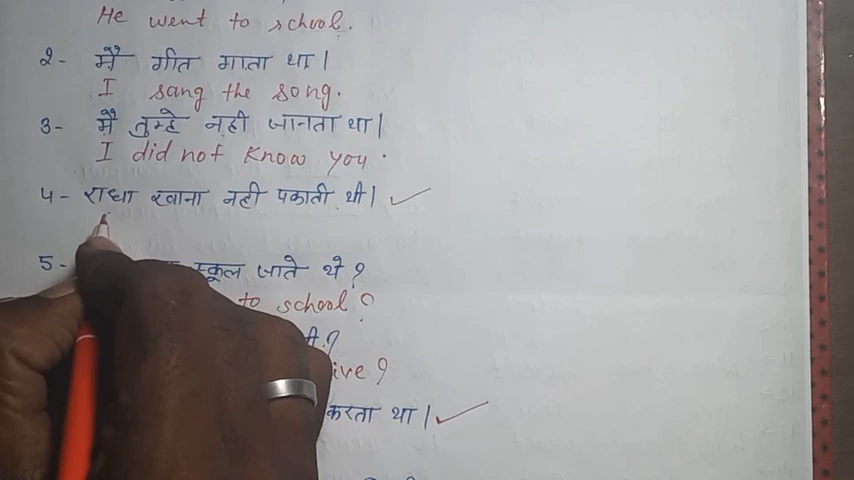 He went to school.
2- मै गीत गाता था।
I sang the song.
3- मै तुम्हे नही जानता था।
I did not know you.
4- राधा खाना नही पकाती थी।
5- स्कूल जाते थे?
to school?
थी?
करता था।